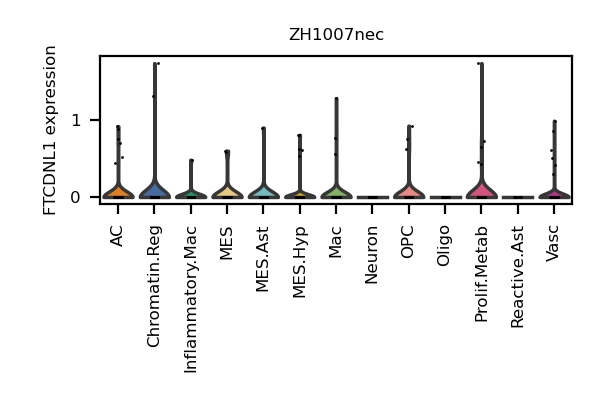 ZH1007nec
FTCDNL1 expression
1
0
AC
Chromatin.Reg
Inflammatory.Mac
MES
MES.Ast
MES.Hyp
Mac
Neuron
OPC
Oligo
Prolif.Metab
Reactive.Ast
Vasc